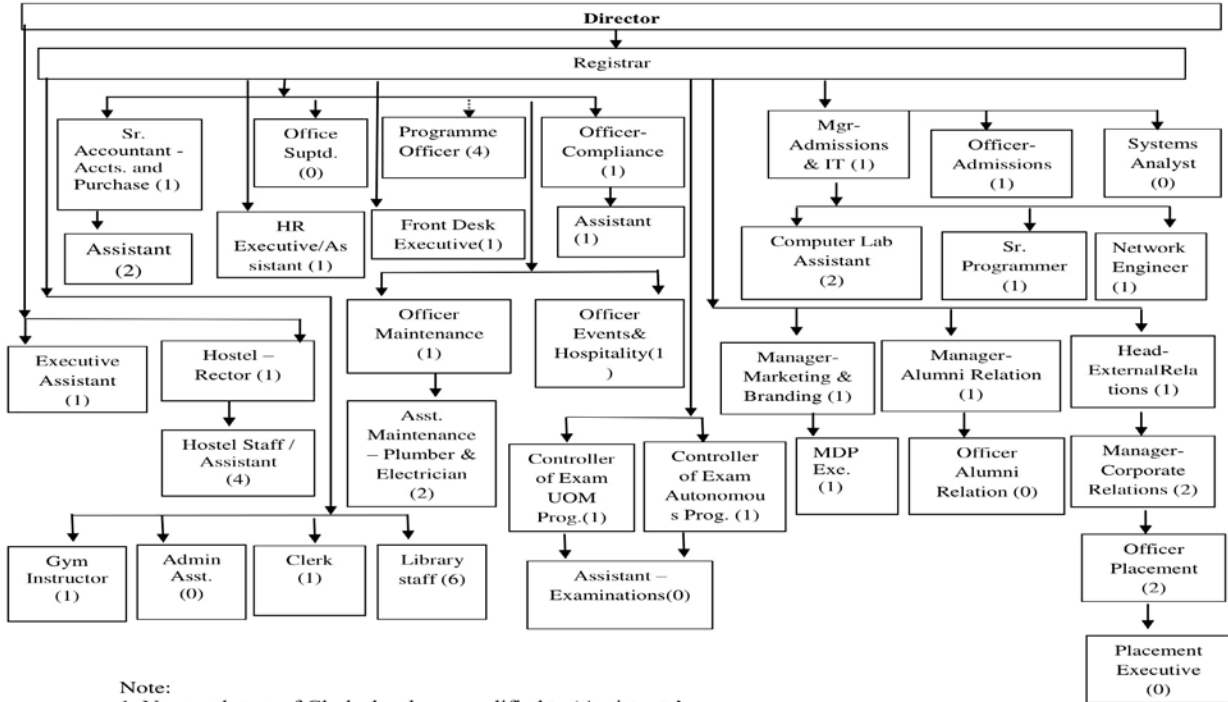 Director
Registrar
Sr.
Accountant -
Accts. and
Purchase (1)
Office
Suptd.
(0)
Programme
Officer (4)
Officer-
Compliance
(1)
Mgr-
Admissions
& IT (1)
Officer-
Admissions
(1)
Systems
Analyst
(0)
Assistant
(2)
HR
Executive/As
sistant (1)
Front Desk
Executive(1)
Assistant
(1)
Computer Lab
Assistant
(2)
Sr.
Programmer
(1)
Network
Engineer
(1)
Executive
Assistant
(1)
Hostel –
Rector (1)
Officer
Maintenance
(1)
Officer
Events&
Hospitality(1
)
Manager-
Marketing &
Branding (1)
Manager-
Alumni Relation
(1)
Head-
ExternalRela
tions (1)
Hostel Staff /
Assistant
(4)
Asst.
Maintenance
– Plumber &
Electrician
(2)
Controller
of Exam
UOM
Prog.(1)
Controller
of Exam
Autonomou
s Prog. (1)
MDP
Exe.
(1)
Officer
Alumni
Relation (0)
Manager-
Corporate
Relations (2)
Gym
Instructor
(1)
Admin
Asst.
(0)
Clerk
(1)
Library
staff (6)
Assistant –
Examinations(0)
Officer
Placement
(2)
Placement
Executive
(0)
Note: